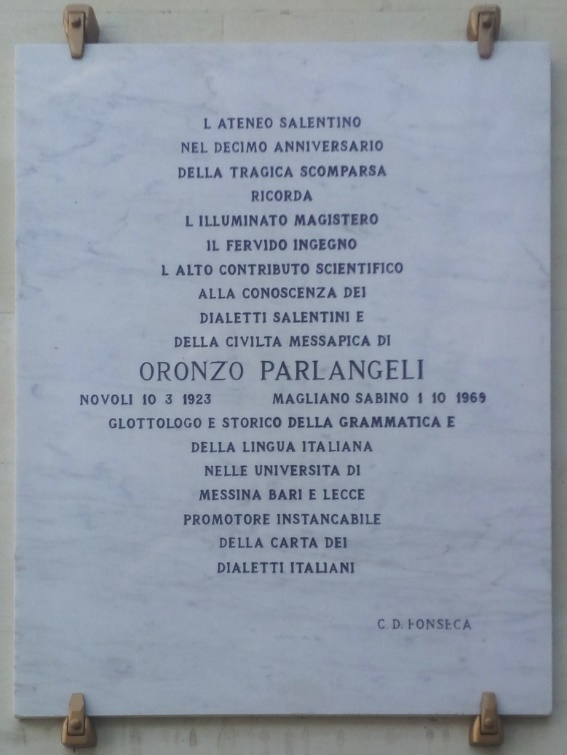 L ATENEO SALENTINO
NEL DECIMO ANNIVERSARIO
DELLA TRAGICA SCOMPARSA
RICORDA
L ILLUMINATO MAGISTERO
IL FERVIDO INGEGNO
L ALTO CONTRIBUTO SCIENTIFICO
ALLA CONOSCENZA DEI
DIALETTI SALENTINI E
DELLA CIVILTA MESSAPICA DI
ORONZO PARLANGELI
NOVOLI 10 3 1923 MAGLIANO SABINO 1 10 1969
GLOTTOLOGO E STORICO DELLA GRAMMATICA E
DELLA LINGUA ITALIANA
NELLE UNIVERSITA DI
MESSINA BARI E LECCE
PROMOTORE INSTANCABILE
DELLA CARTA DEI
DIALETTI ITALIANI
C. D. FONSECA